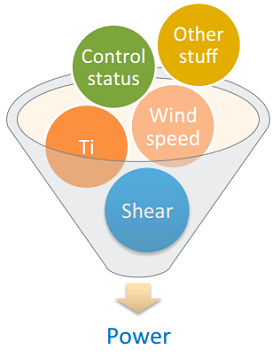 Other
stuff
Control
status
Wind
speed
Ti
Shear
Power